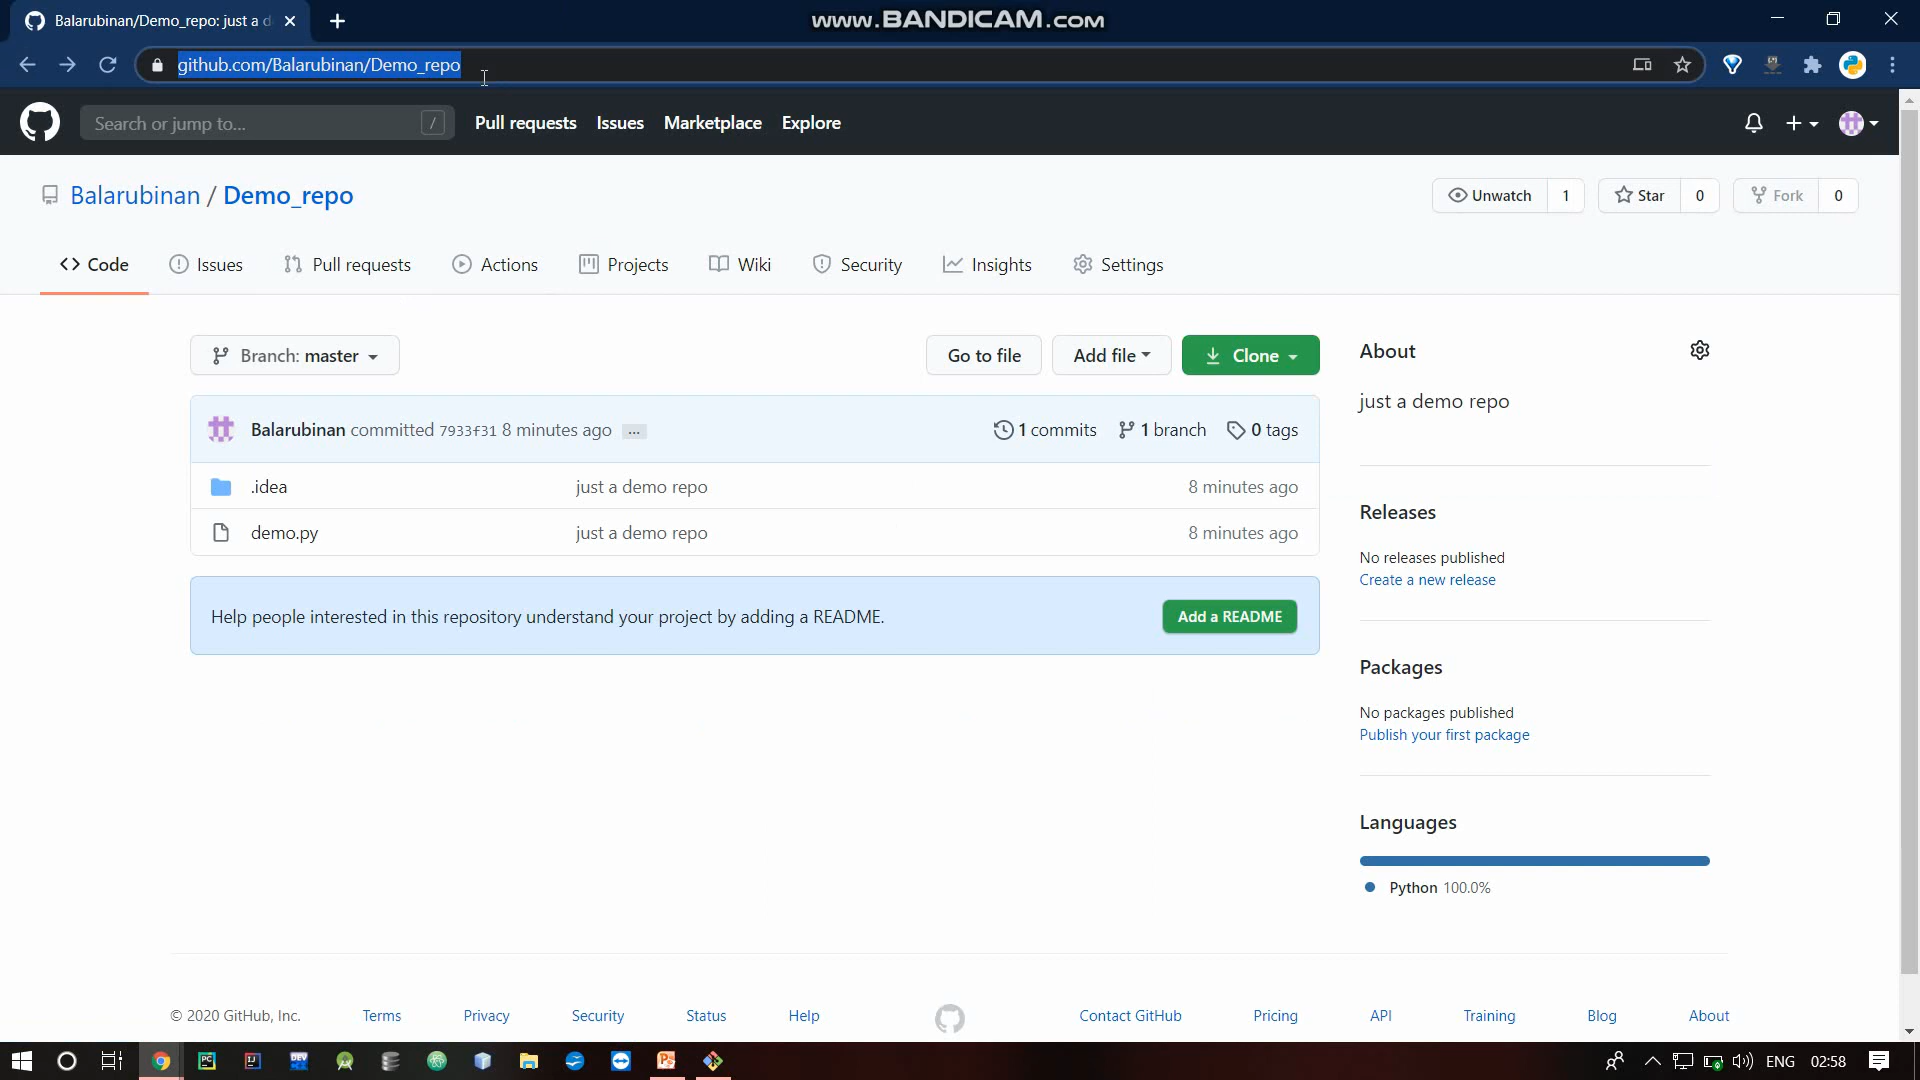 Balarubinan/Demo_repo: just a d
www.BANDICAM.com
github.com/Balarubinan/Demo_repo
Search or jump to... /
Pull requests Issues Marketplace Explore
Balarubinan / Demo_repo
Unwatch 1 Star 0 Fork 0
Code Issues Pull requests Actions Projects Wiki Security Insights Settings
Branch: master Go to file Add file Clone
About
just a demo repo
Balarubinan committed 7933f31 8 minutes ago ... 1 commits 1 branch 0 tags
.idea just a demo repo 8 minutes ago
demo.py just a demo repo 8 minutes ago
Help people interested in this repository understand your project by adding a README. Add a README
Releases
No releases published
Create a new release
Packages
No packages published
Publish your first package
Languages
Python 100.0%
© 2020 GitHub, Inc. Terms Privacy Security Status Help Contact GitHub Pricing API Training Blog About
ENG 02:58